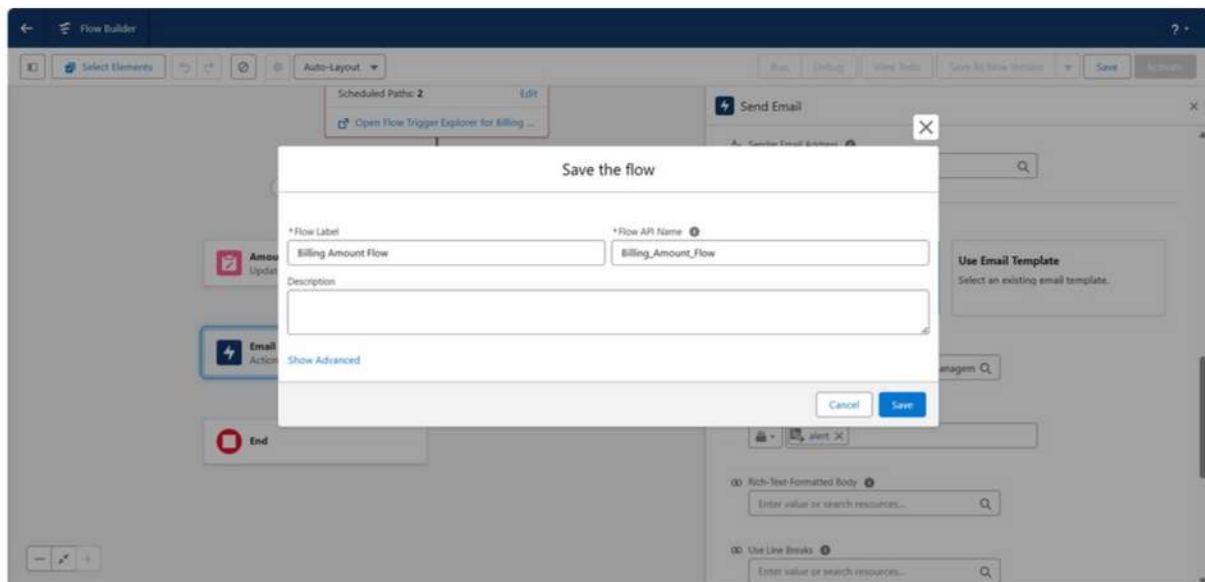 Flow Builder
?
Select Elements
Auto-Layout
Run
Debug
View Tests
Save As New Version
Save
Activate
Scheduled Paths: 2
Edit
Open Flow Trigger Explorer for Billing ...
Send Email
Sender Email Address
Save the flow
*Flow Label
*Flow API Name
Billing Amount Flow
Billing_Amount_Flow
Description
Show Advanced
Cancel
Save
Amou
Updat
Email
Action
End
Use Email Template
Select an existing email template.
anagem
alert
Rich-Text-Formatted Body
Enter value or search resources...
Use Line Breaks
Enter value or search resources...